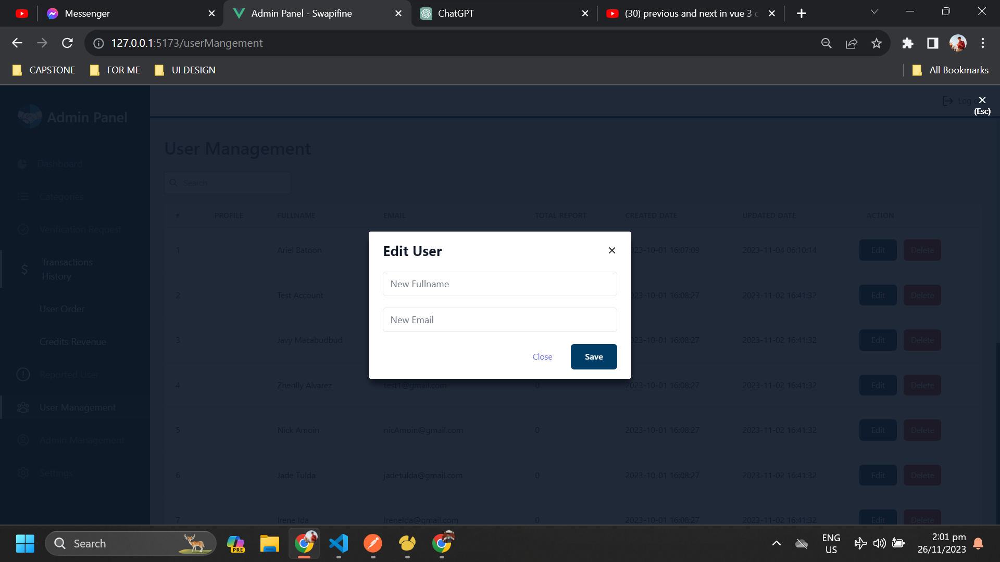 Messenger
Admin Panel - Swapifine
ChatGPT
(30) previous and next in vue 3 c
127.0.0.1:5173/userMangement
CAPSTONE
FOR ME
UI DESIGN
All Bookmarks
Admin Panel
Log o
(Esc)
User Management
Dashboard
Search
Categories
# PROFILE FULLNAME EMAIL TOTAL REPORT CREATED DATE UPDATED DATE ACTION
Verification Request
Transactions
History
User Order
Credits Revenue
Reported User
User Management
Admin Management
Settings
1 Ariel Batoon 23-10-01 16:07:09 2023-11-04 06:10:14 Edit Delete
2 Test Account 23-10-01 16:08:27 2023-11-02 16:41:32 Edit Delete
3 Javy Macabudbud 23-10-01 16:08:27 2023-11-02 16:41:32 Edit Delete
4 Zhenlly Alvarez test1@gmail.com 0 2023-10-01 16:08:27 2023-11-02 16:41:32 Edit Delete
5 Nick Amoin nicAmoin@gmail.com 0 2023-10-01 16:08:27 2023-11-02 16:41:32 Edit Delete
6 Jade Tulda jadetulda@gmail.com 0 2023-10-01 16:08:27 2023-11-02 16:41:32 Edit Delete
7 Irene Ida IreneIda@gmail.com 0 2023-10-01 16:08:27 2023-11-02 16:41:32 Edit Delete
Edit User
New Fullname
New Email
Close
Save
Search
PRE
ENG
US
2:01 pm
26/11/2023